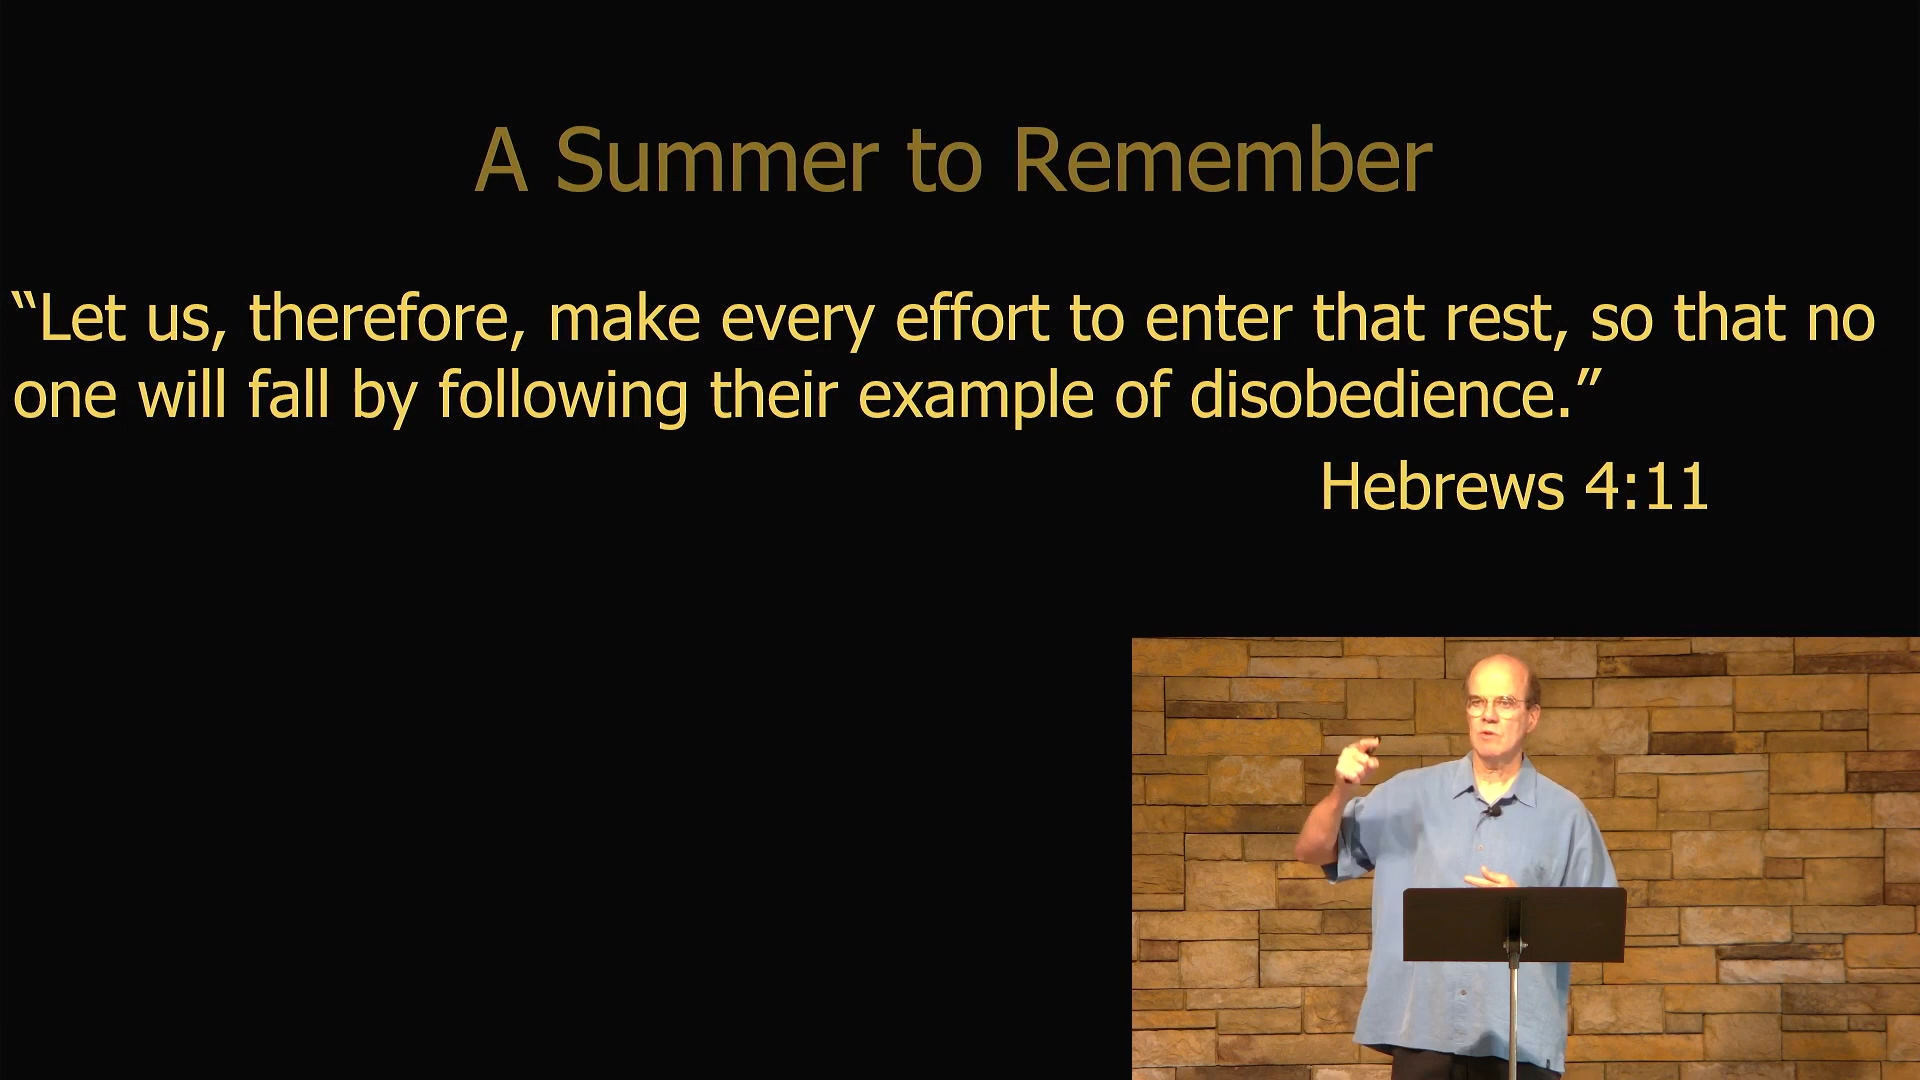 A Summer to Remember
“Let us, therefore, make every effort to enter that rest, so that no
one will fall by following their example of disobedience.”
Hebrews 4:11